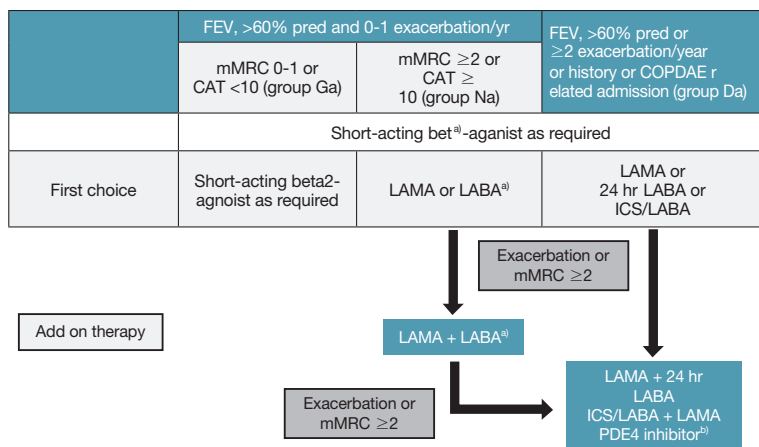 FEV, >60% pred and 0-1 exacerbation/yr
FEV, >60% pred or
≥2 exacerbation/year
or history or COPDAE r
elated admission (group Da)
mMRC 0-1 or
CAT <10 (group Ga)
mMRC ≥2 or
CAT ≥
10 (group Na)
Short-acting bet a)-aganist as required
First choice
Short-acting beta2-
agnoist as required
LAMA or LABA a)
LAMA or
24 hr LABA or
ICS/LABA
Exacerbation or
mMRC ≥2
Add on therapy
LAMA + LABA a)
Exacerbation or
mMRC ≥2
LAMA + 24 hr
LABA
ICS/LABA + LAMA
PDE4 inhibitor b)